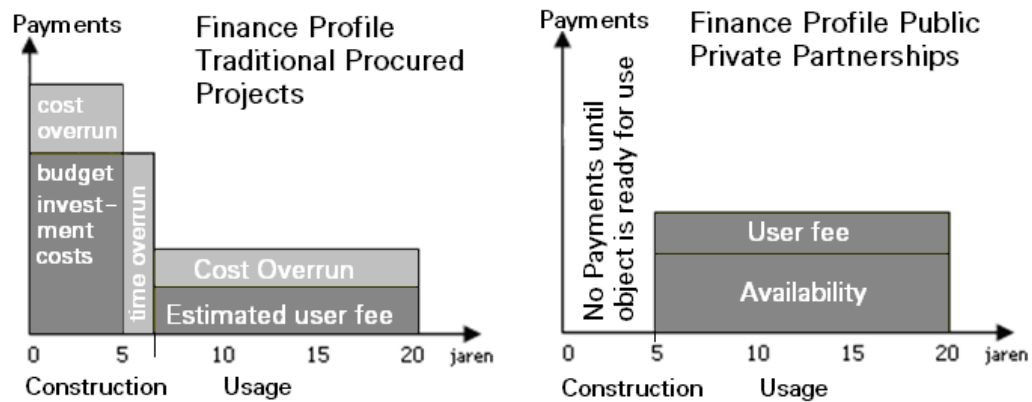 Payments
Finance Profile
Traditional Procured
Projects
cost
overrun
budget
invest-
ment
costs
time overrun
Cost Overrun
Estimated user fee
0 5 10 15 20 jaren
Construction Usage
Payments
Finance Profile Public
Private Partnerships
No Payments until
object is ready for use
User fee
Availability
0 5 10 15 20 jaren
Construction Usage